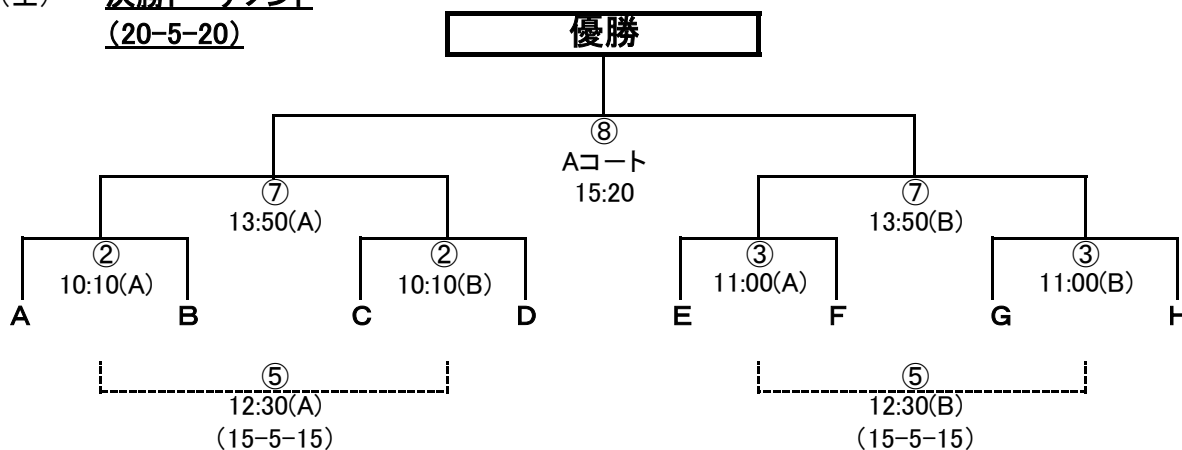 (20-5-20)
優勝
⑧
Aコート
15:20
⑦
13:50(A)
⑦
13:50(B)
②
10:10(A)
②
10:10(B)
③
11:00(A)
③
11:00(B)
A B C D E F G H
⑤
12:30(A)
(15-5-15)
⑤
12:30(B)
(15-5-15)